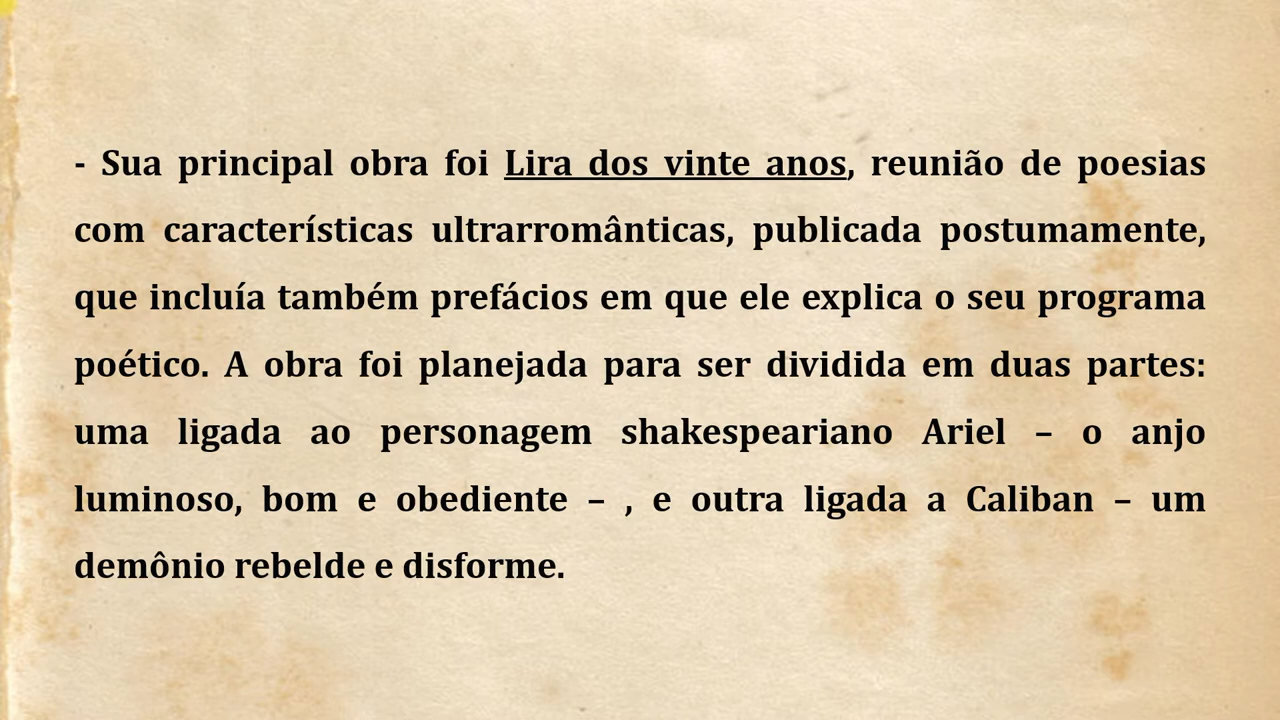 - Sua principal obra foi Lira dos vinte anos, reunião de poesias
com características ultrarromânticas, publicada postumamente,
que incluía também prefácios em que ele explica o seu programa
poético. A obra foi planejada para ser dividida em duas partes:
uma ligada ao personagem shakespeariano Ariel – o anjo
luminoso, bom e obediente – , e outra ligada a Caliban – um
demônio rebelde e disforme.